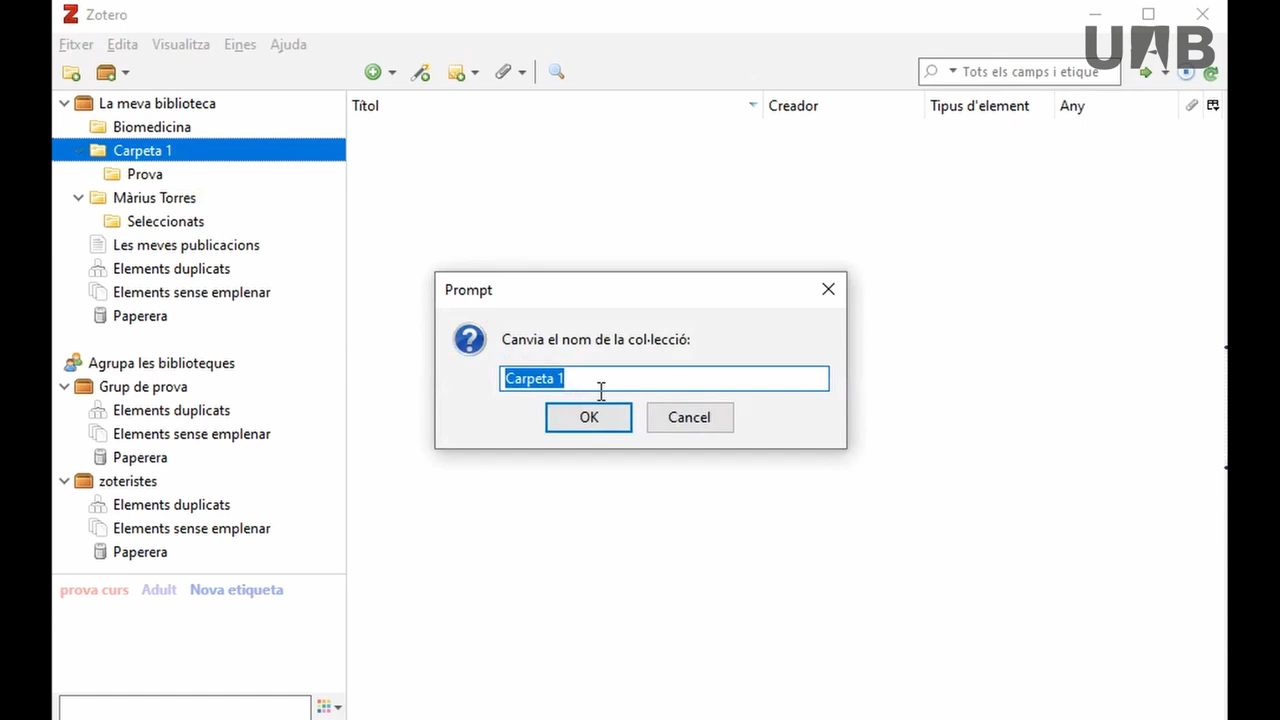 Zotero
UAB
Fitxer Edita Visualitza Eines Ajuda
Tots els camps i etique
La meva biblioteca
Biomedicina
Carpeta 1
Prova
Màrius Torres
Seleccionats
Les meves publicacions
Elements duplicats
Elements sense emplenar
Paperera
Agrupa les biblioteques
Grup de prova
Elements duplicats
Elements sense emplenar
Paperera
zoteristes
Elements duplicats
Elements sense emplenar
Paperera
prova curs Adult Nova etiqueta
Títol Creador Tipus d'element Any
Prompt
Canvia el nom de la col·lecció:
Carpeta 1
OK Cancel